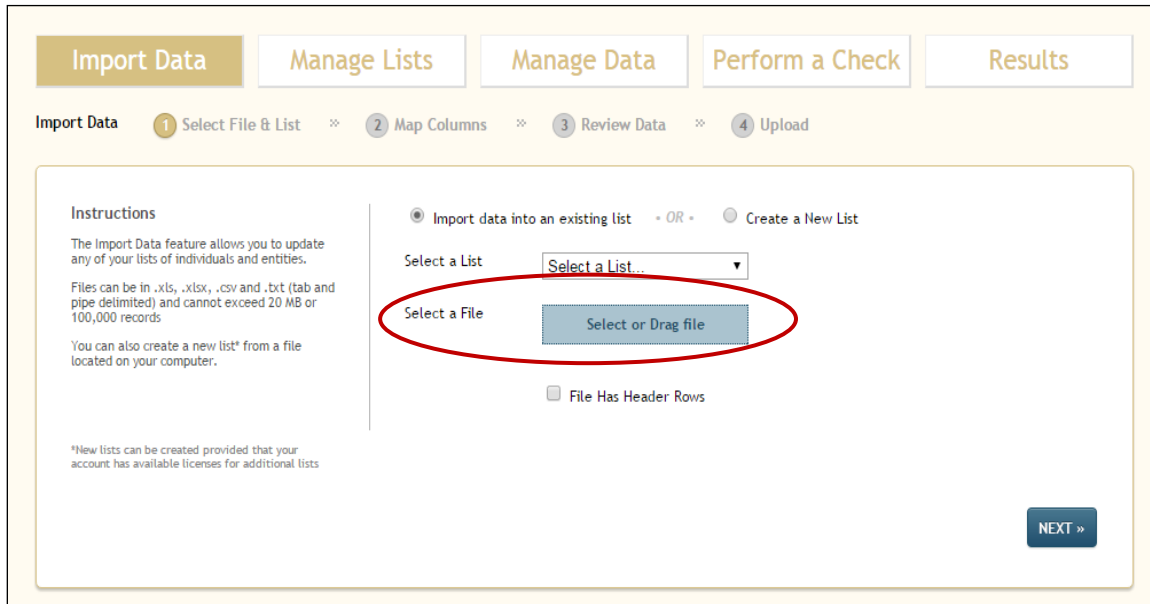 Import Data
Manage Lists
Manage Data
Perform a Check
Results
Import Data 1 Select File & List » 2 Map Columns » 3 Review Data » 4 Upload
Instructions
The Import Data feature allows you to update
any of your lists of individuals and entities.
Files can be in .xls, .xlsx, .csv and .txt (tab and
pipe delimited) and cannot exceed 20 MB or
100,000 records
You can also create a new list* from a file
located on your computer.
*New lists can be created provided that your
account has available licenses for additional lists
Import data into an existing list • OR • Create a New List
Select a List Select a List...
Select a File Select or Drag file
File Has Header Rows
NEXT »